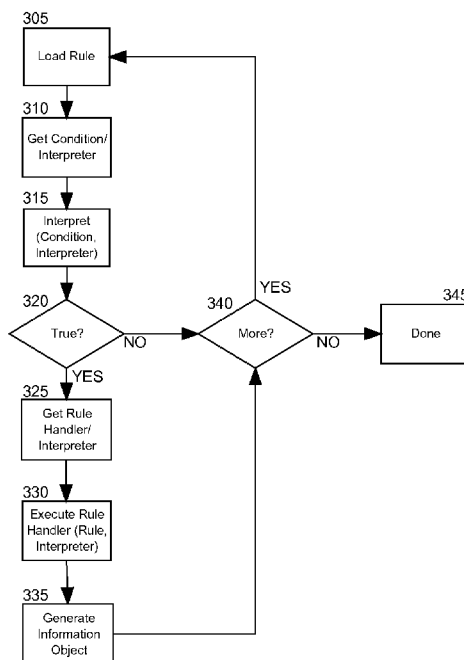 305
Load Rule
310
Get Condition/
Interpreter
315
Interpret
(Condition,
Interpreter)
320
True?
NO
YES
340
More?
YES
NO
345
Done
325
Get Rule
Handler/
Interpreter
330
Execute Rule
Handler (Rule,
Interpreter)
335
Generate
Information
Object